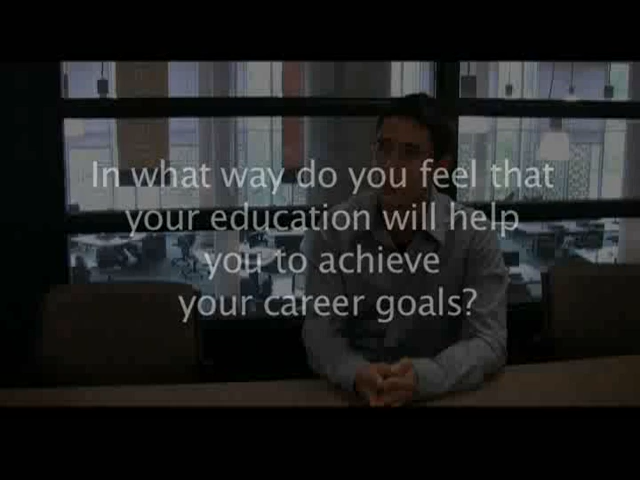 In what way do you feel that
your education will help
you to achieve
your career goals?